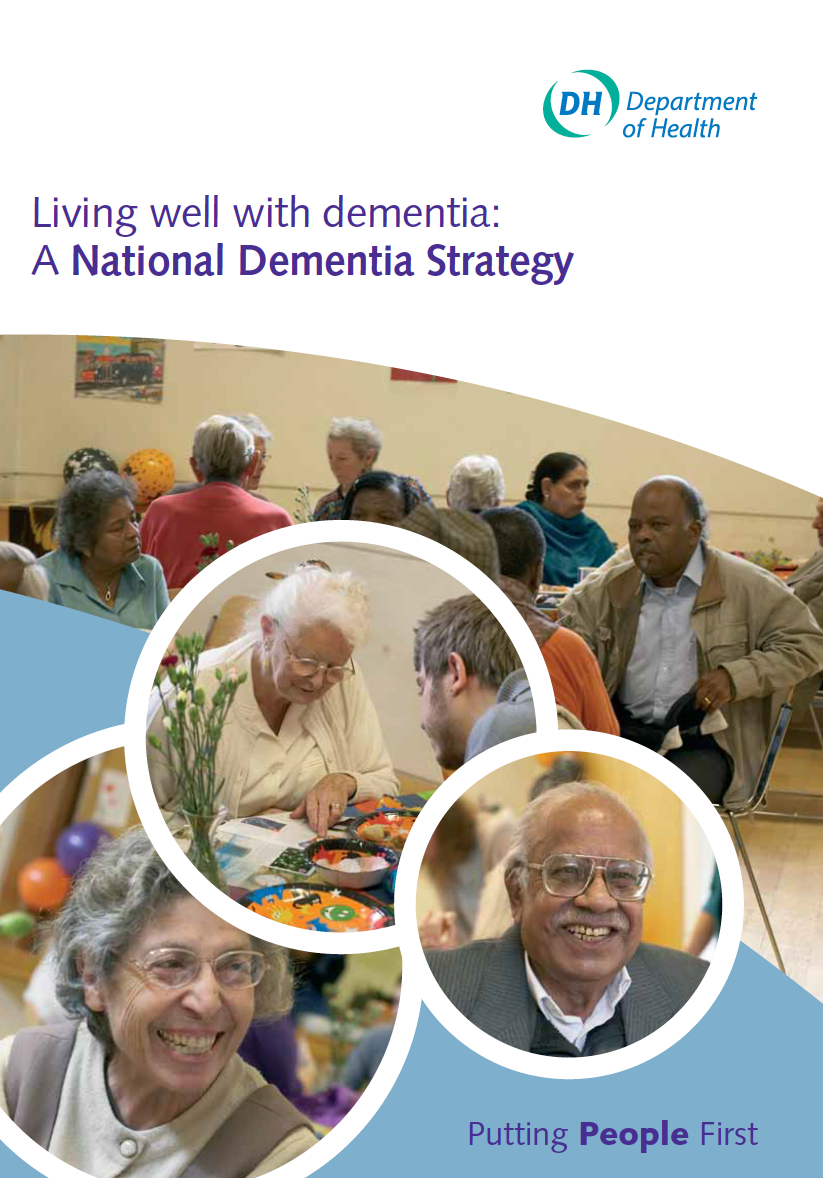 DH Department
of Health
Living well with dementia:
A National Dementia Strategy
Putting People First